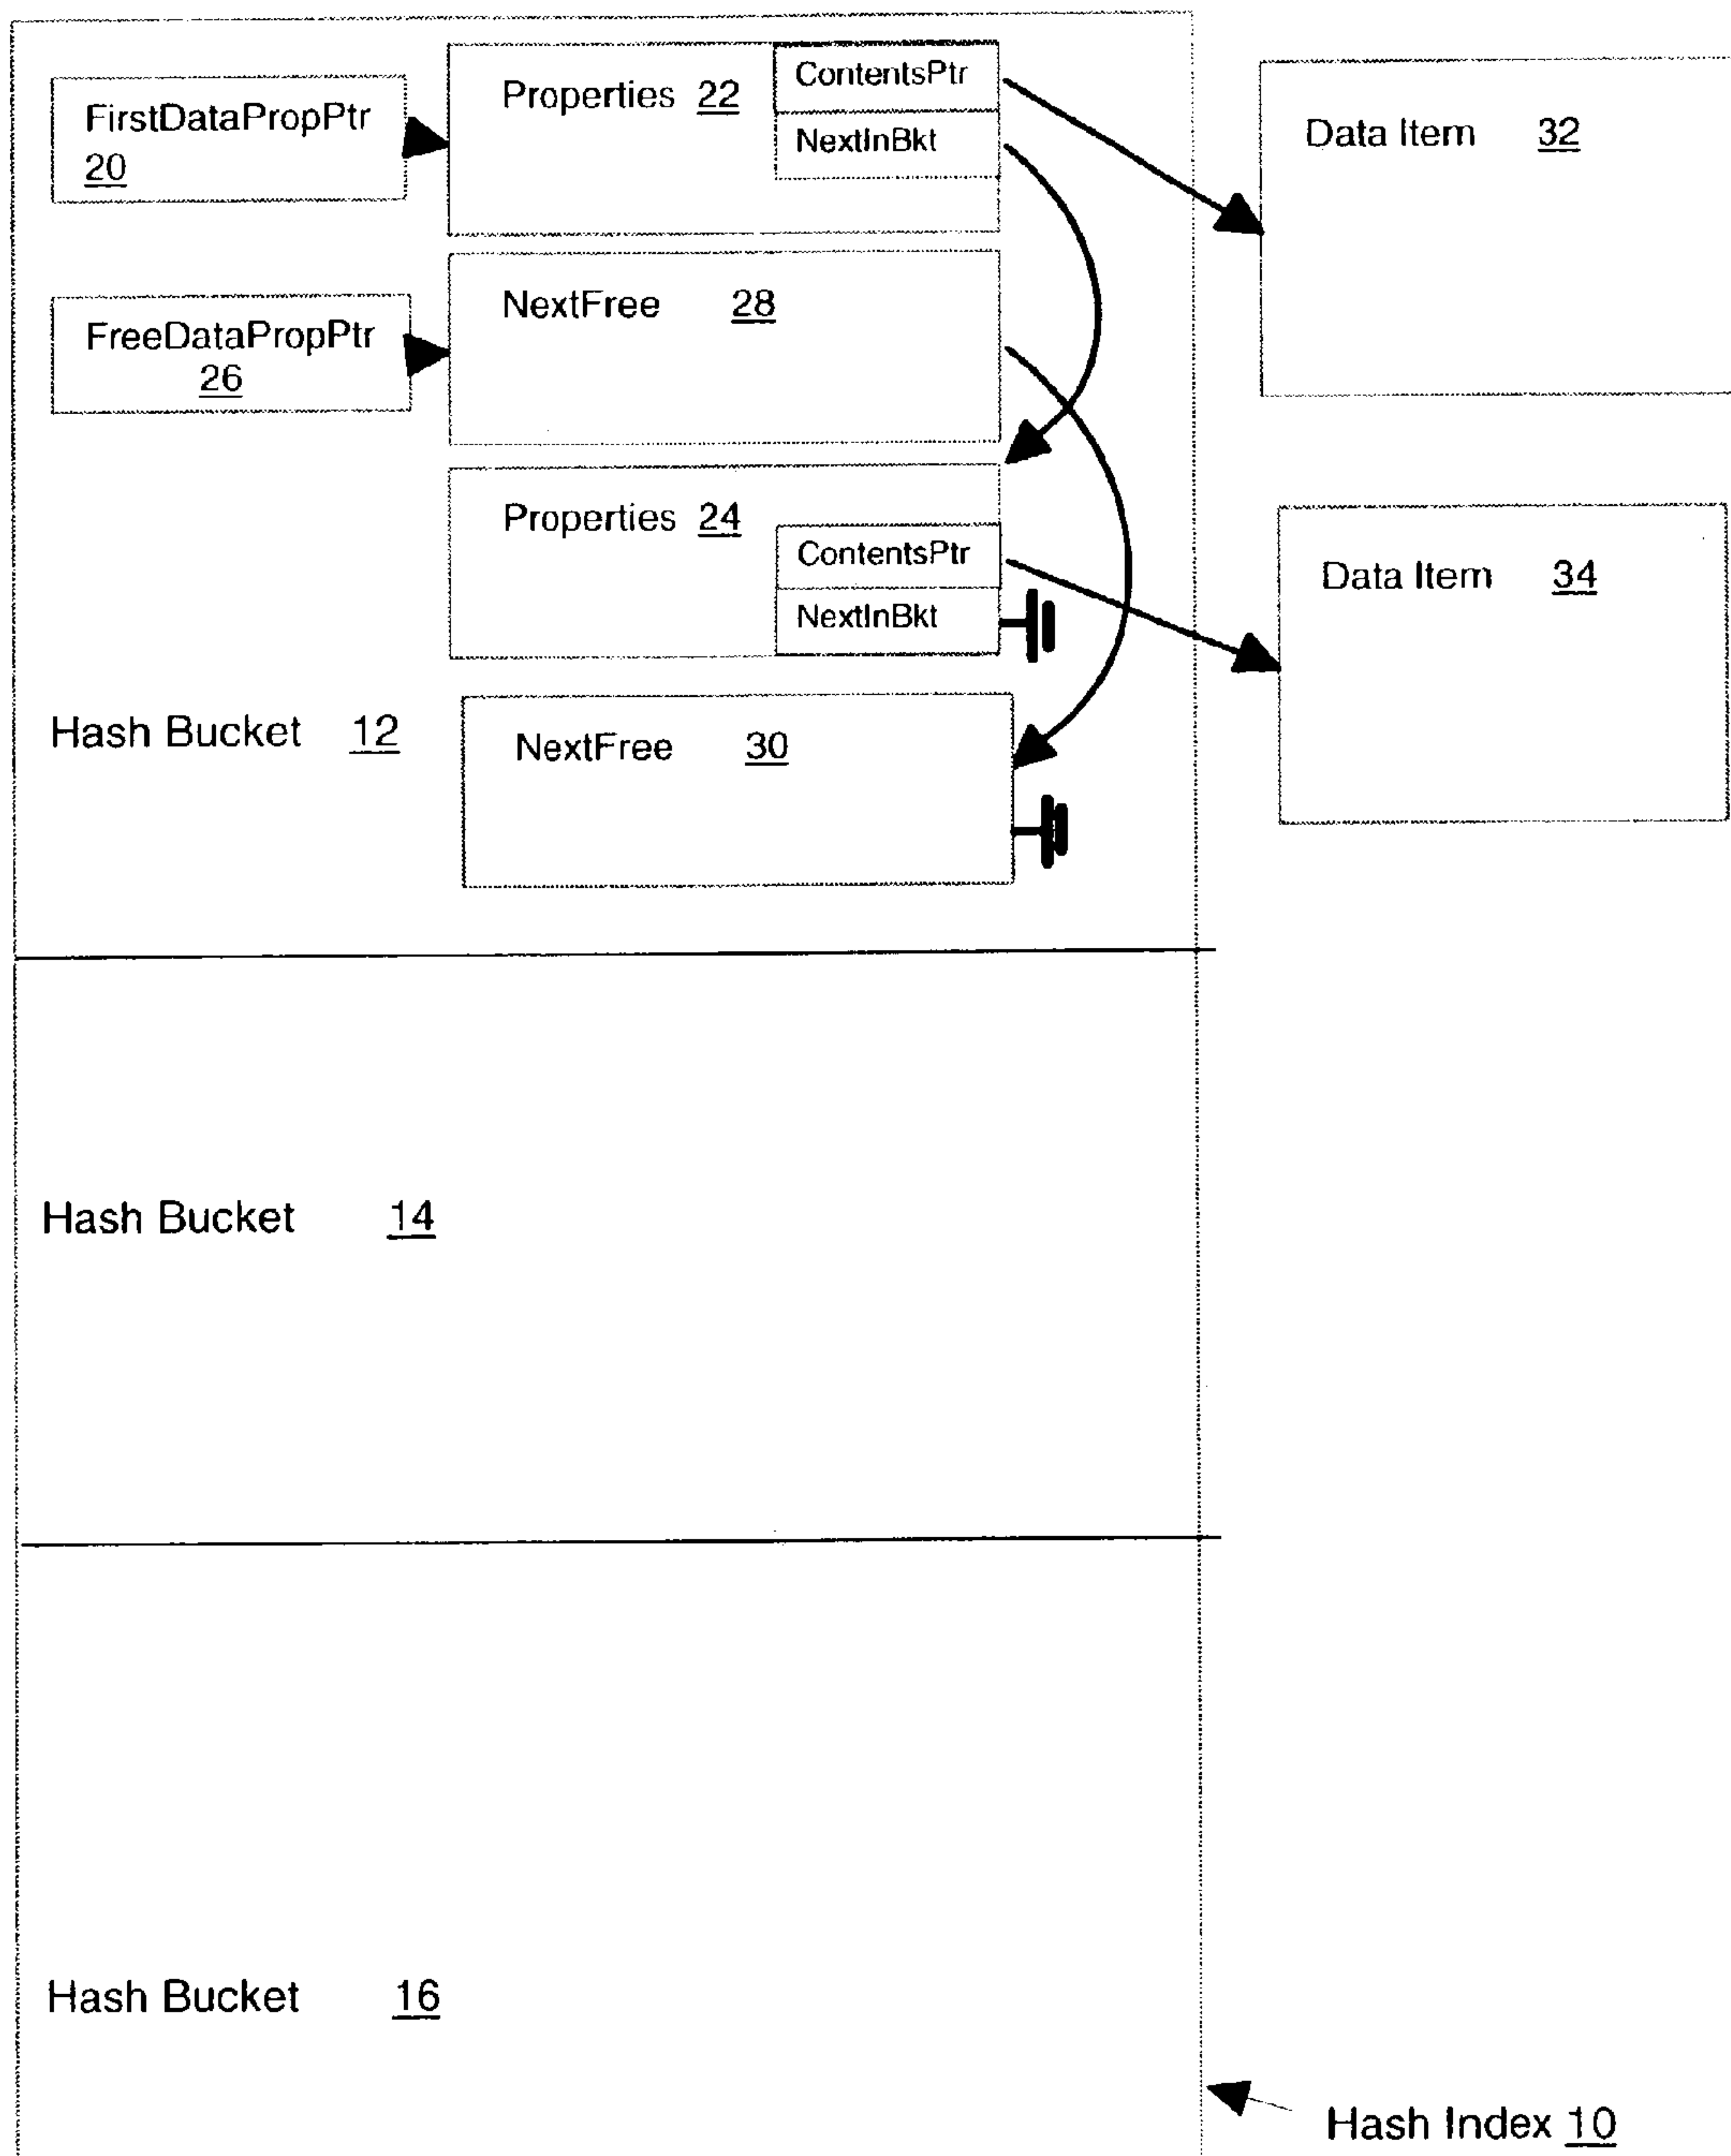 FirstDataPropPtr
20
Properties 22
ContentsPtr
NextInBkt
Data Item 32
FreeDataPropPtr
26
NextFree 28
Properties 24
ContentsPtr
NextInBkt
Data Item 34
Hash Bucket 12
NextFree 30
Hash Bucket 14
Hash Bucket 16
Hash Index 10